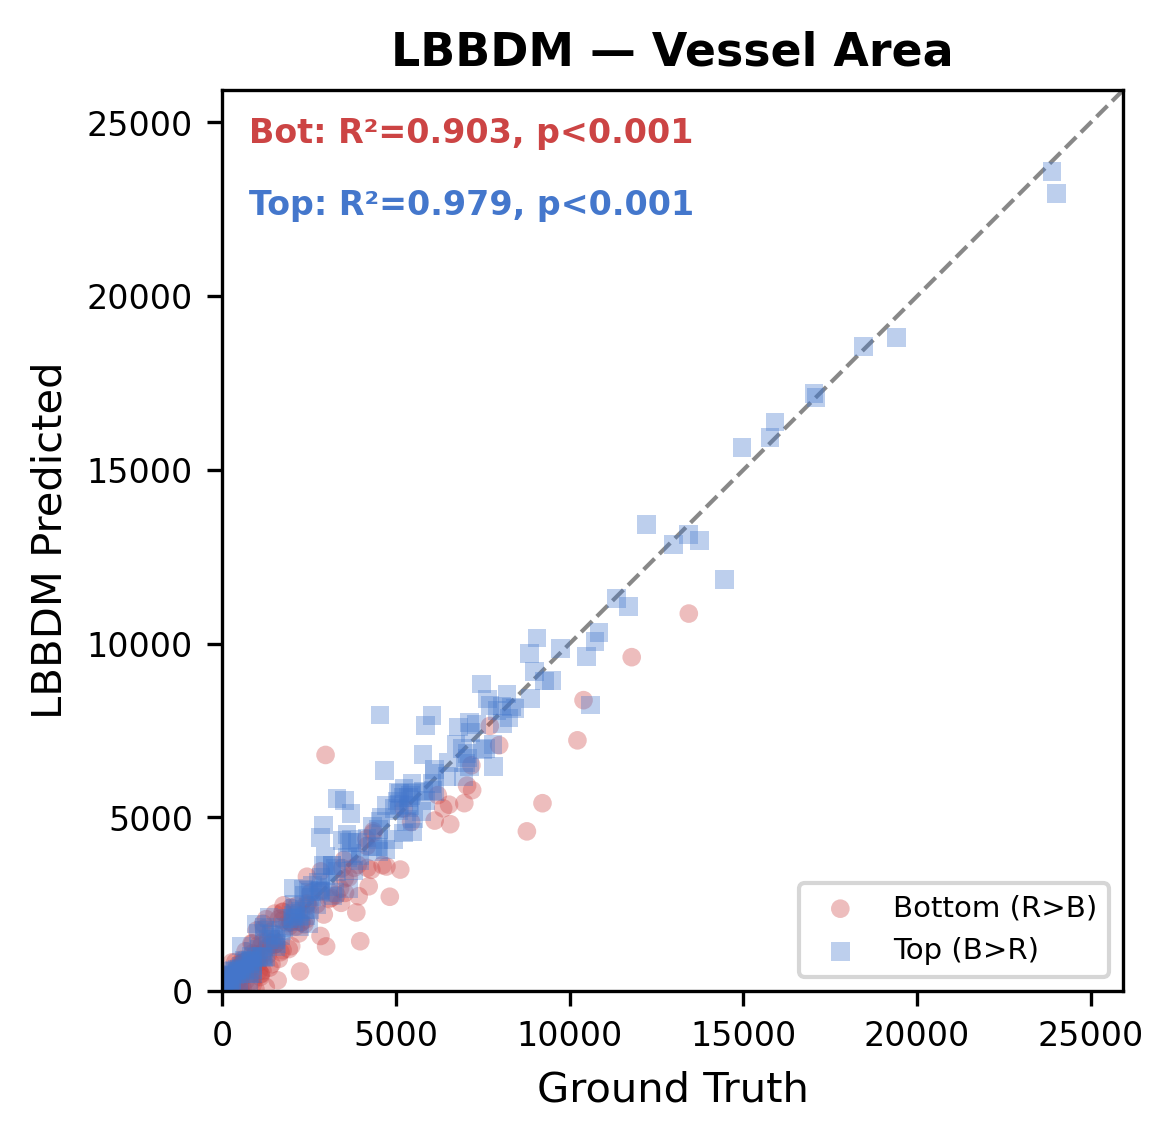 LBBDM — Vessel Area
Bot: R²=0.903, p<0.001
Top: R²=0.979, p<0.001
LBBDM Predicted
25000
20000
15000
10000
5000
0
Bottom (R>B)
Top (B>R)
0 5000 10000 15000 20000 25000
Ground Truth